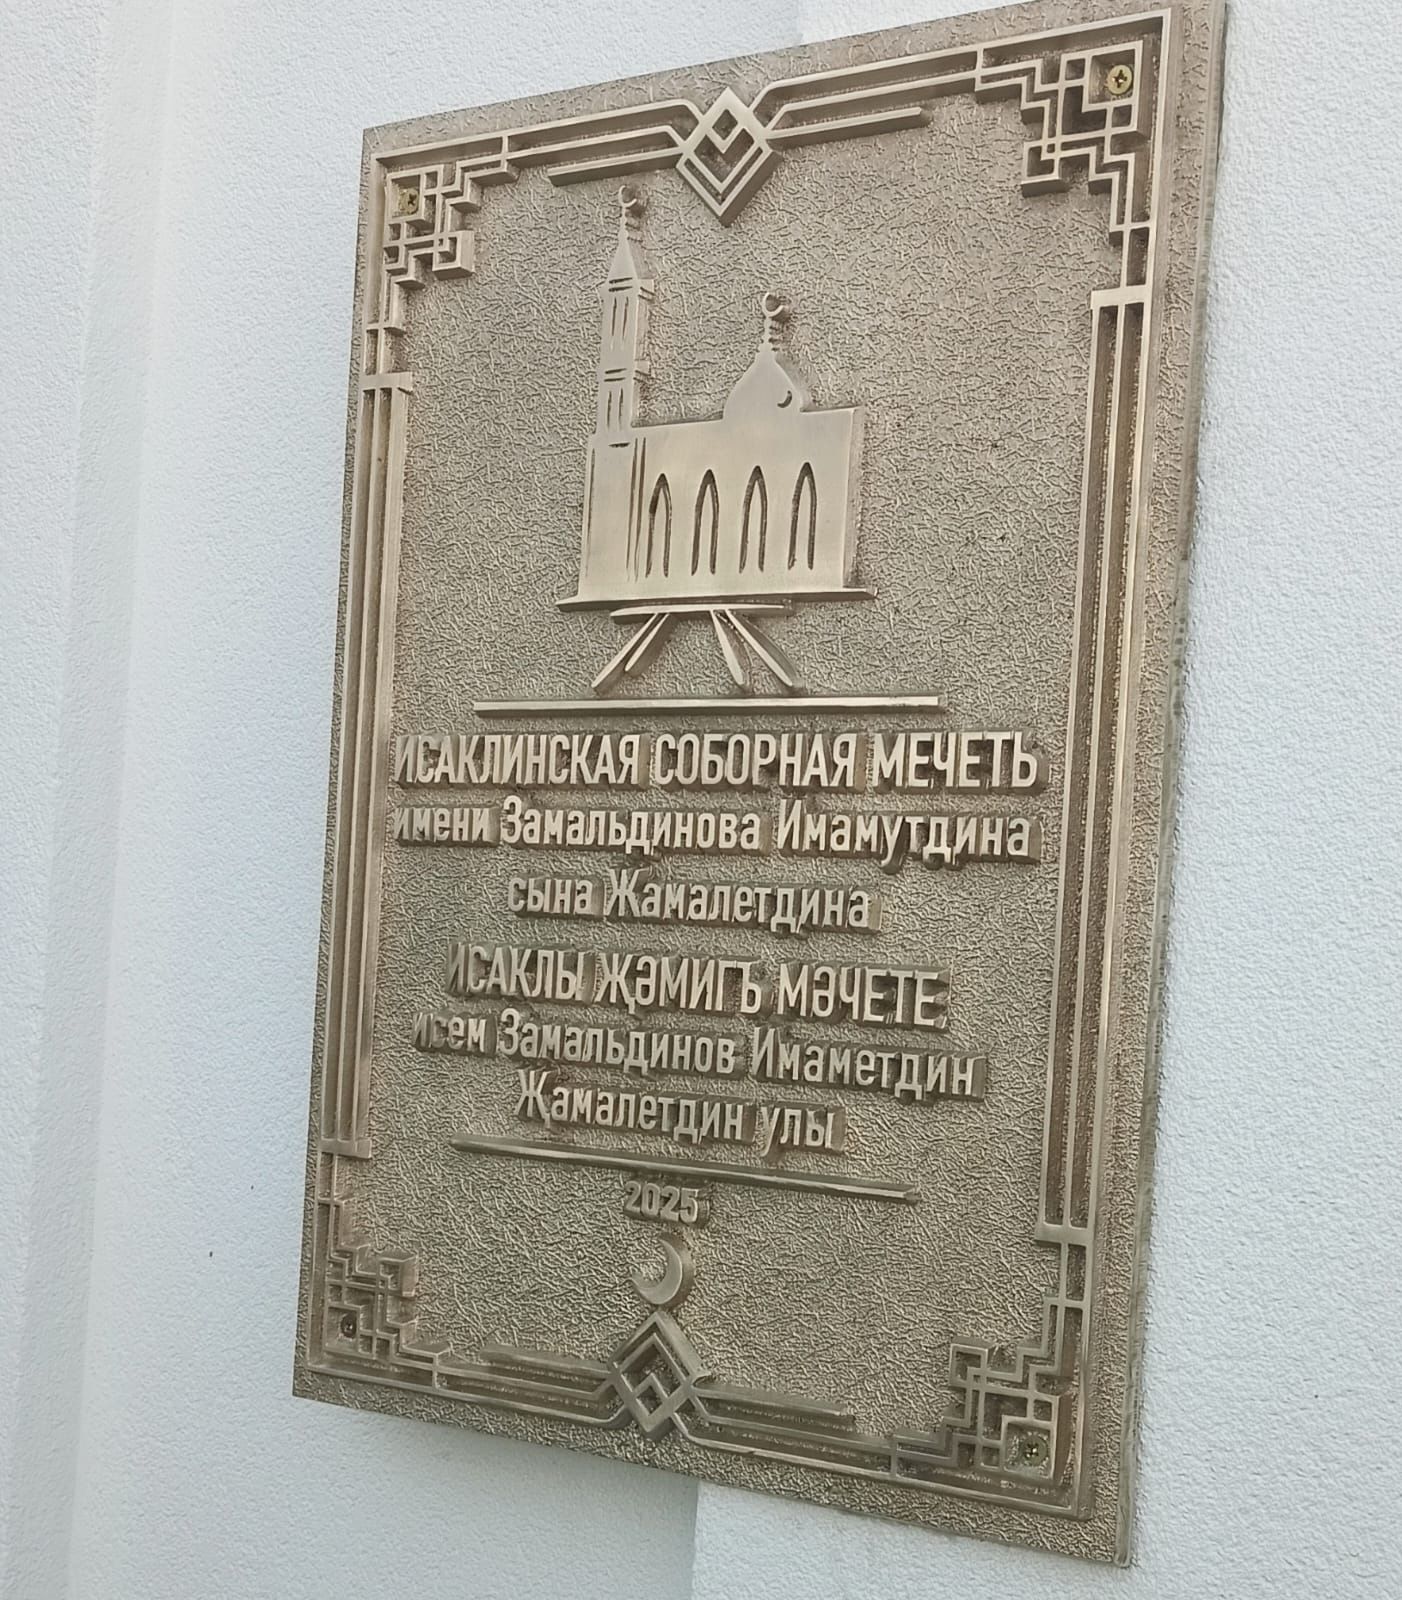 ИСАКЛИНСКАЯ СОБОРНАЯ МЕЧЕТЬ
имени Замальдинова Имамутдина
сына Жамалетдина
ИСАКЛЫ ҖӘМИГЪ МӘЧЕТЕ,
исем Замальдинов Имаметдин
Җамалетдин улы
2025